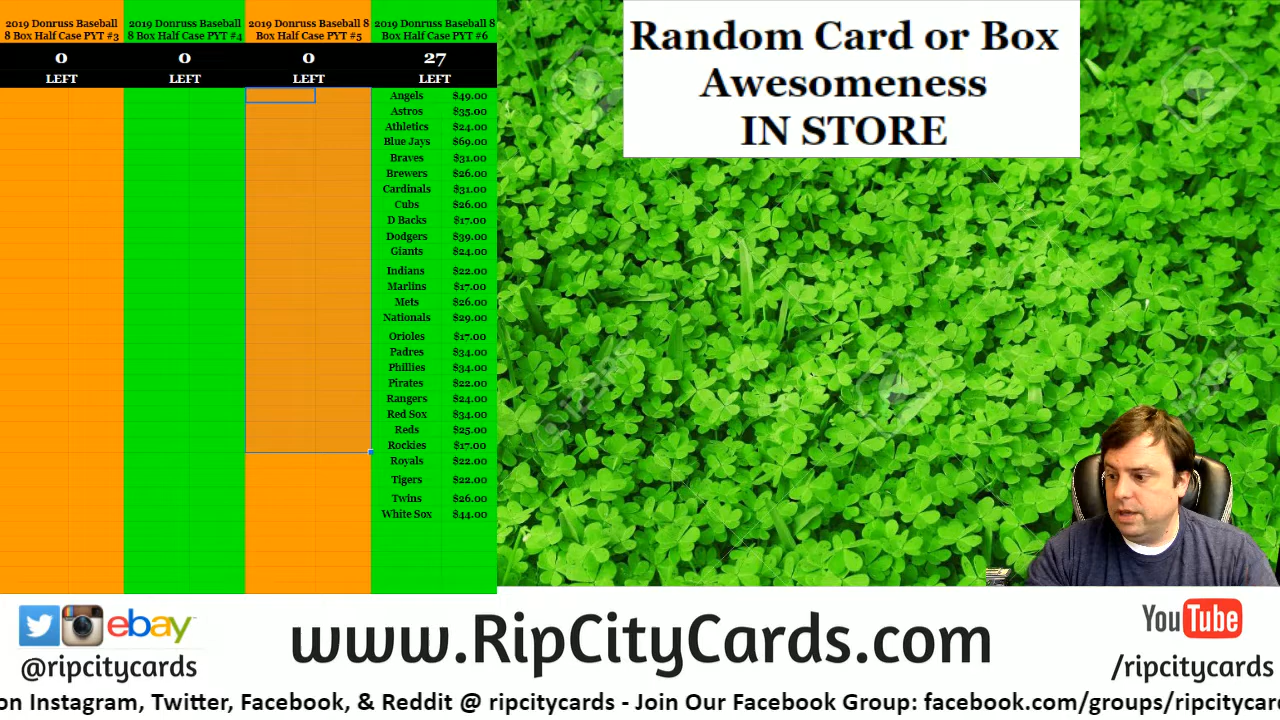 2019 Donruss Baseball
8 Box Half Case PYT #3
0
LEFT
2019 Donruss Baseball
8 Box Half Case PYT #4
0
LEFT
2019 Donruss Baseball 8
Box Half Case PYT #5
0
LEFT
2019 Donruss Baseball 8
Box Half Case PYT #6
27
LEFT
Angels $49.00
Astros $35.00
Athletics $24.00
Blue Jays $69.00
Braves $31.00
Brewers $26.00
Cardinals $31.00
Cubs $26.00
D Backs $17.00
Dodgers $39.00
Giants $24.00
Indians $22.00
Marlins $17.00
Mets $26.00
Nationals $29.00
Orioles $17.00
Padres $34.00
Phillies $34.00
Pirates $22.00
Rangers $24.00
Red Sox $34.00
Reds $25.00
Rockies $17.00
Royals $22.00
Tigers $22.00
Twins $26.00
White Sox $44.00
Random Card or Box
Awesomeness
IN STORE
123RF
ebay
@ripcitycards
www.RipCityCards.com
YouTube
/ripcitycards
on Instagram, Twitter, Facebook, & Reddit @ ripcitycards - Join Our Facebook Group: facebook.com/groups/ripcitycar